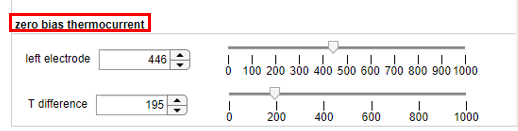 zero bias thermocurrent
left electrode 446
0 100 200 300 400 500 600 700 800 900 1000
T difference 195
0 200 400 600 800 1000